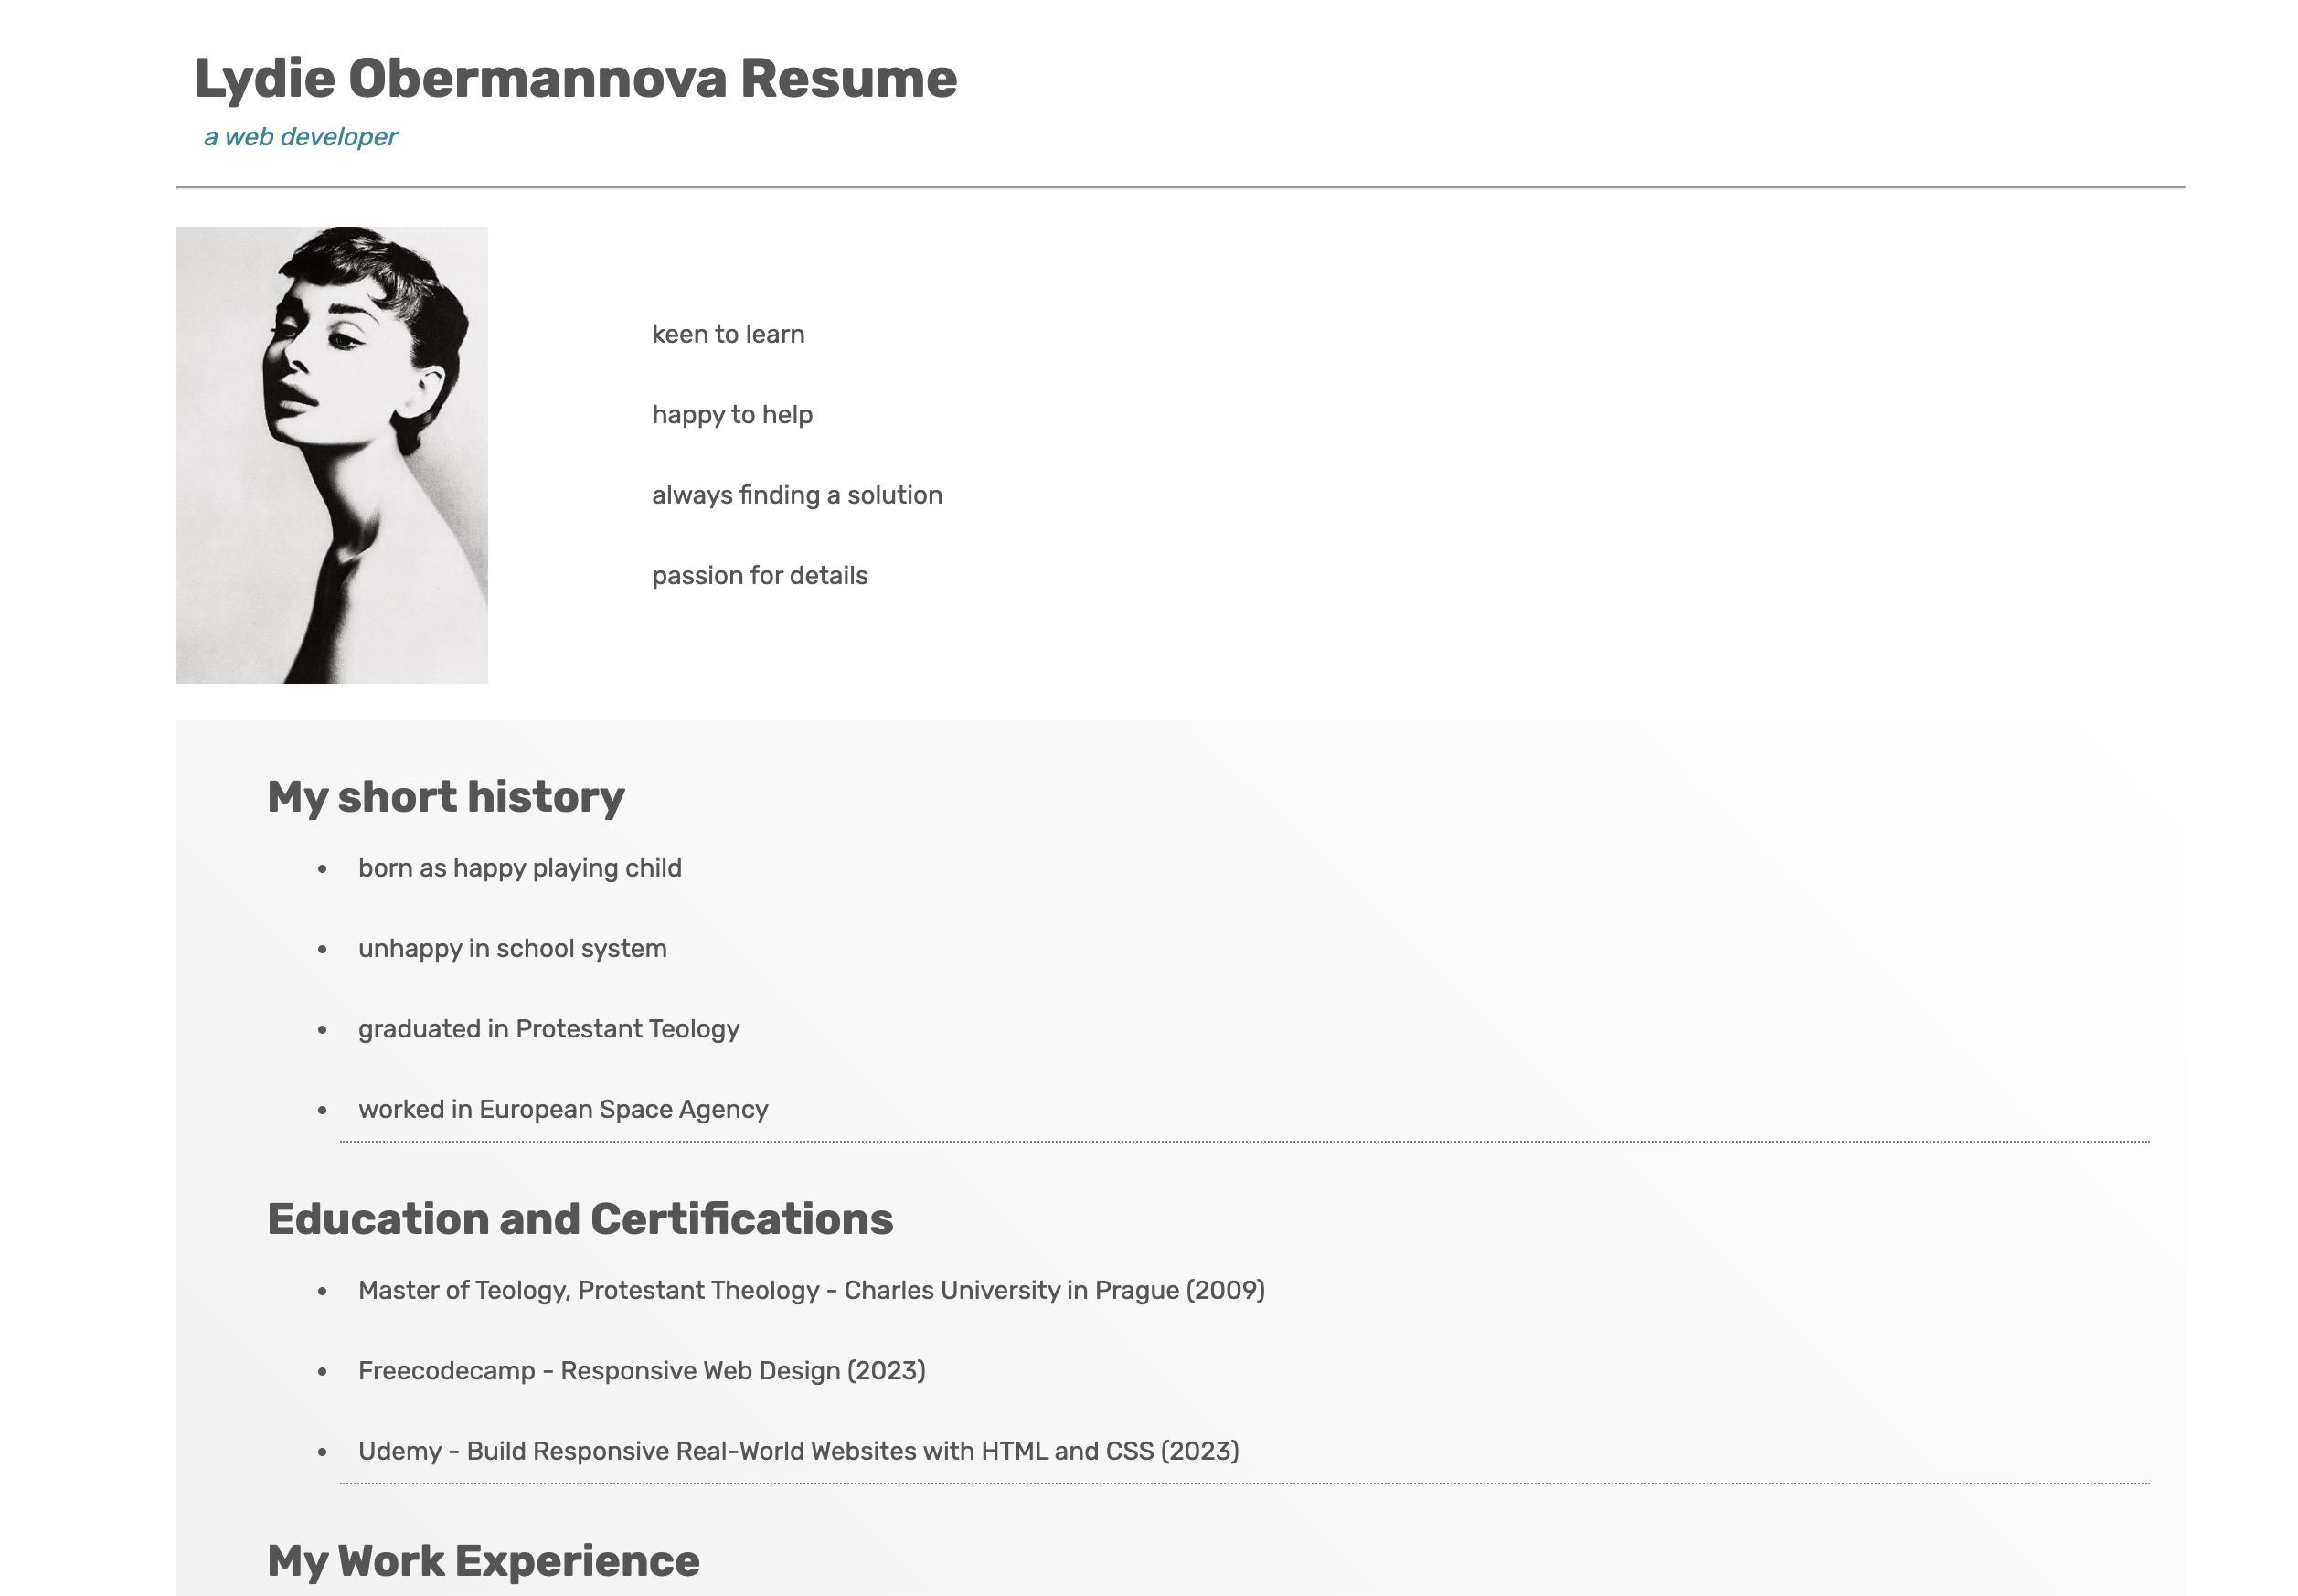 Lydie Obermannova Resume
a web developer
keen to learn
happy to help
always finding a solution
passion for details
My short history
born as happy playing child
unhappy in school system
graduated in Protestant Teology
worked in European Space Agency
Education and Certifications
Master of Teology, Protestant Theology - Charles University in Prague (2009)
Freecodecamp - Responsive Web Design (2023)
Udemy - Build Responsive Real-World Websites with HTML and CSS (2023)
My Work Experience